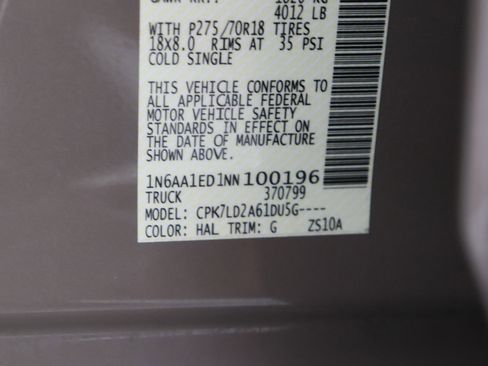 4012 LB
WITH P275/70R18 TIRES
18X8.0 RIMS AT 35 PSI
COLD SINGLE
THIS VEHICLE CONFORMS TO
ALL APPLICABLE FEDERAL
MOTOR VEHICLE SAFETY
STANDARDS IN EFFECT ON
THE DATE OF MANUFACTURE
SHOWN ABOVE.
1N6AA1ED1NN100196
TRUCK 370799
MODEL: CPK7LD2A61DU5G----
COLOR: HAL TRIM: G ZS10A